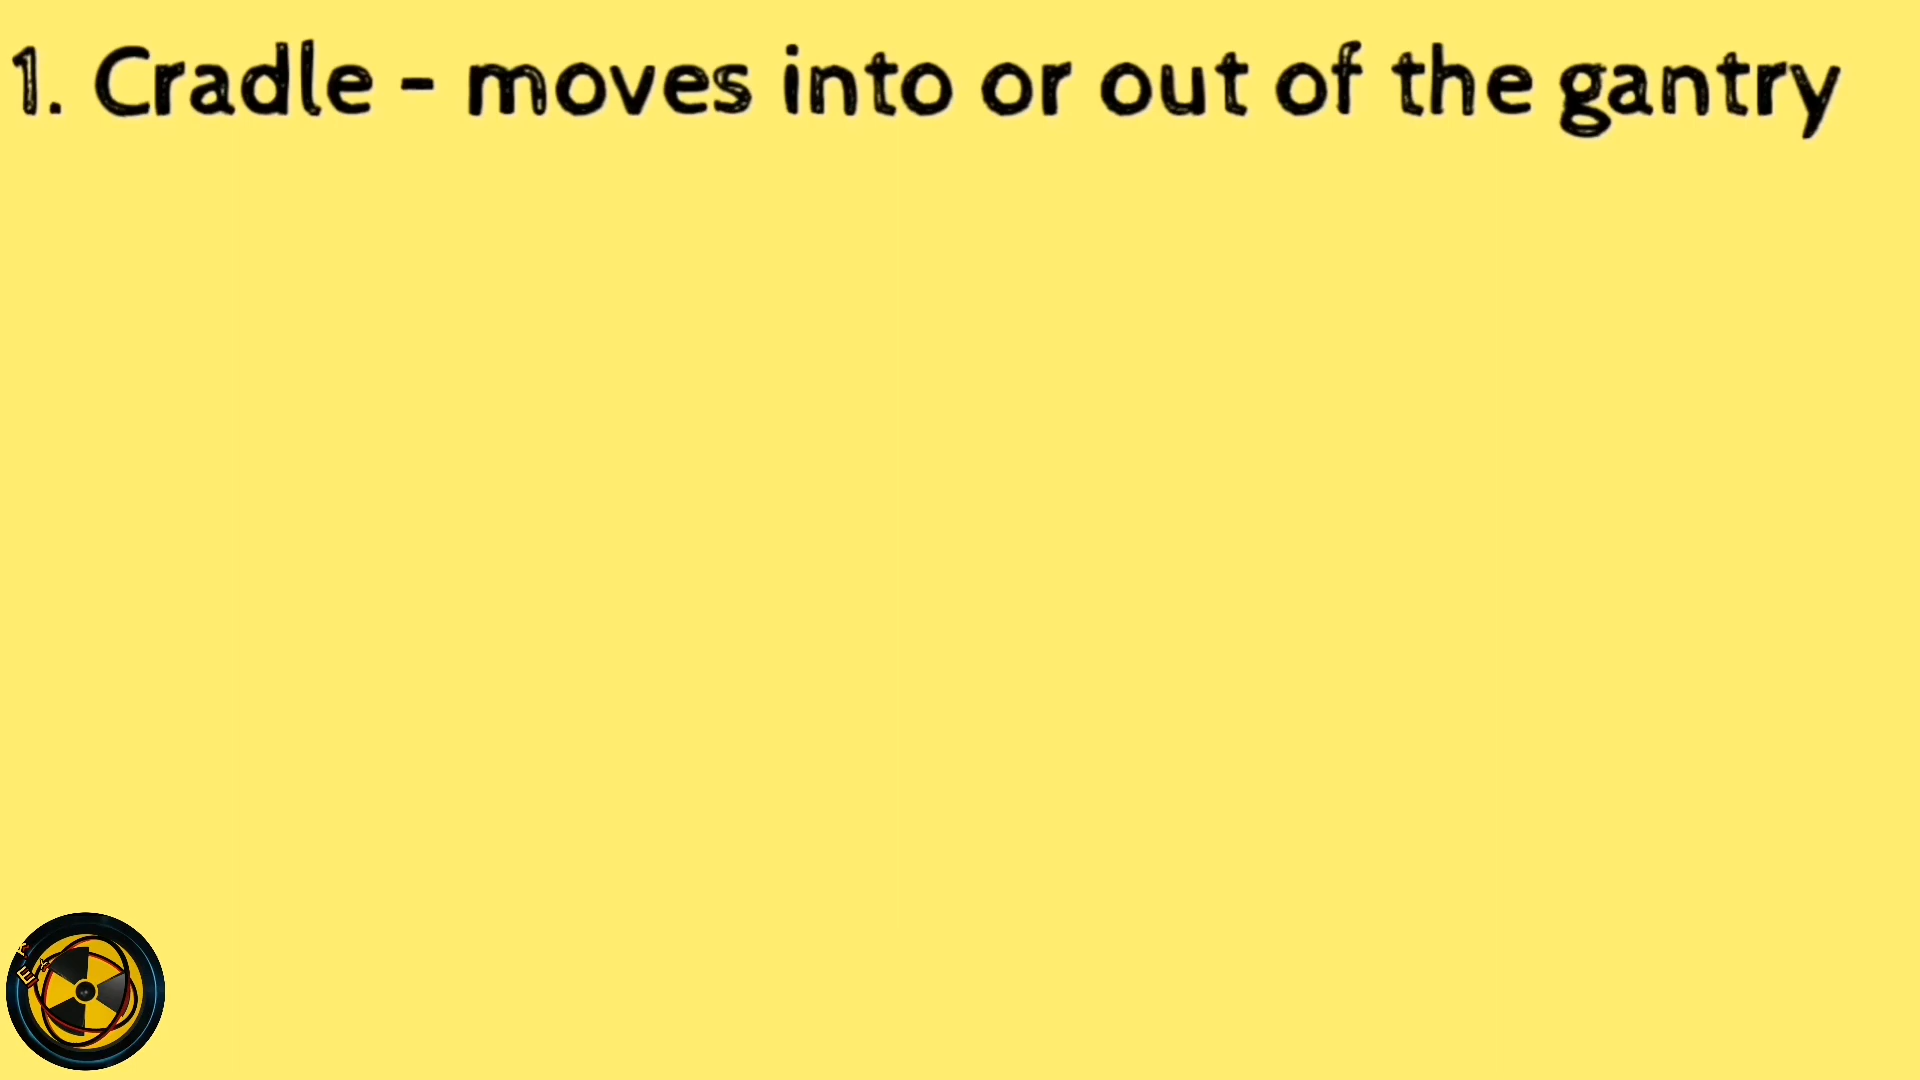 1. Cradle - moves into or out of the gantry